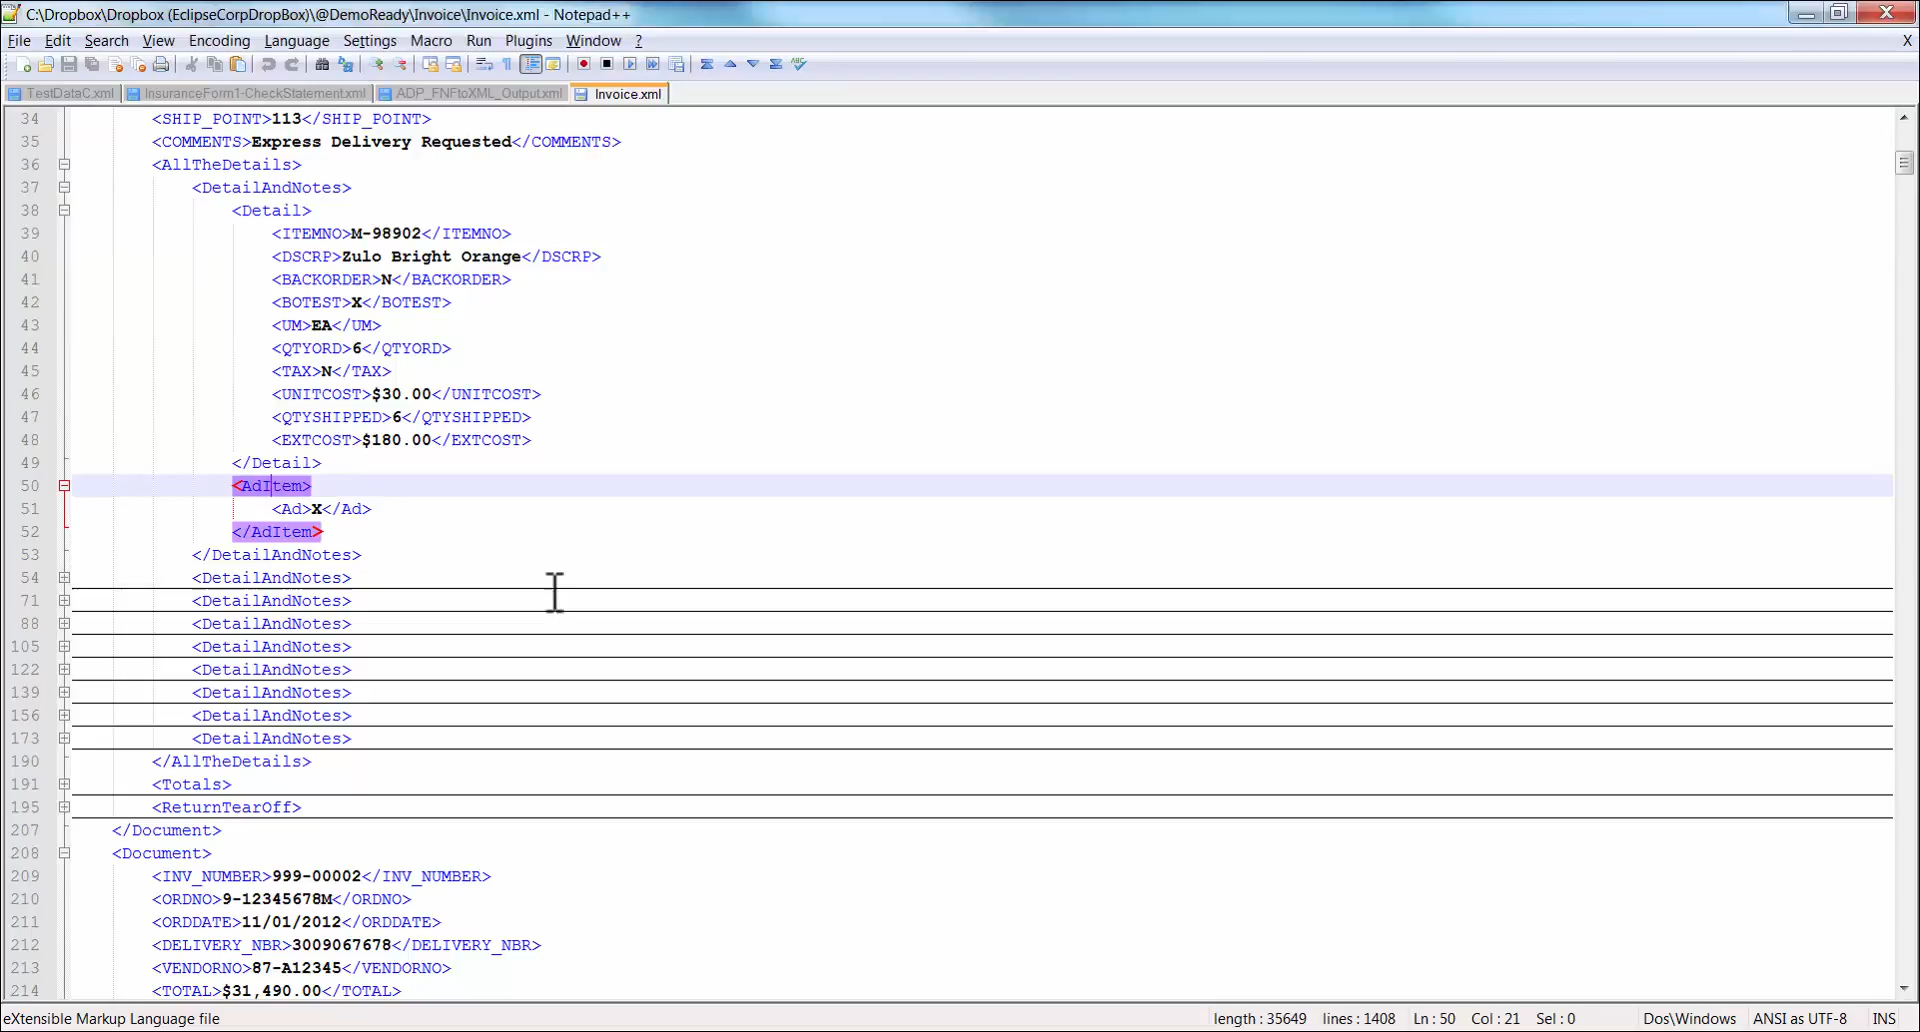 C:\Dropbox\Dropbox (EclipseCorpDropBox)\@DemoReady\Invoice\Invoice.xml - Notepad++
File Edit Search View Encoding Language Settings Macro Run Plugins Window ? X
TestDataC.xml InsuranceForm1-CheckStatement.xml ADP_FNFtoXML_Output.xml Invoice.xml
34 <SHIP_POINT>113</SHIP_POINT>
35 <COMMENTS>Express Delivery Requested</COMMENTS>
36 <AllTheDetails>
37 <DetailAndNotes>
38 <Detail>
39 <ITEMNO>M-98902</ITEMNO>
40 <DSCRP>Zulo Bright Orange</DSCRP>
41 <BACKORDER>N</BACKORDER>
42 <BOTEST>X</BOTEST>
43 <UM>EA</UM>
44 <QTYORD>6</QTYORD>
45 <TAX>N</TAX>
46 <UNITCOST>$30.00</UNITCOST>
47 <QTYSHIPPED>6</QTYSHIPPED>
48 <EXTCOST>$180.00</EXTCOST>
49 </Detail>
50 <AdItem>
51 <Ad>X</Ad>
52 </AdItem>
53 </DetailAndNotes>
54 <DetailAndNotes>
71 <DetailAndNotes>
88 <DetailAndNotes>
105 <DetailAndNotes>
122 <DetailAndNotes>
139 <DetailAndNotes>
156 <DetailAndNotes>
173 <DetailAndNotes>
190 </AllTheDetails>
191 <Totals>
195 <ReturnTearOff>
207 </Document>
208 <Document>
209 <INV_NUMBER>999-00002</INV_NUMBER>
210 <ORDNO>9-12345678M</ORDNO>
211 <ORDDATE>11/01/2012</ORDDATE>
212 <DELIVERY_NBR>3009067678</DELIVERY_NBR>
213 <VENDORNO>87-A12345</VENDORNO>
214 <TOTAL>$31,490.00</TOTAL>
eXtensible Markup Language file length : 35649 lines : 1408 Ln : 50 Col : 21 Sel : 0 Dos\Windows ANSI as UTF-8 INS